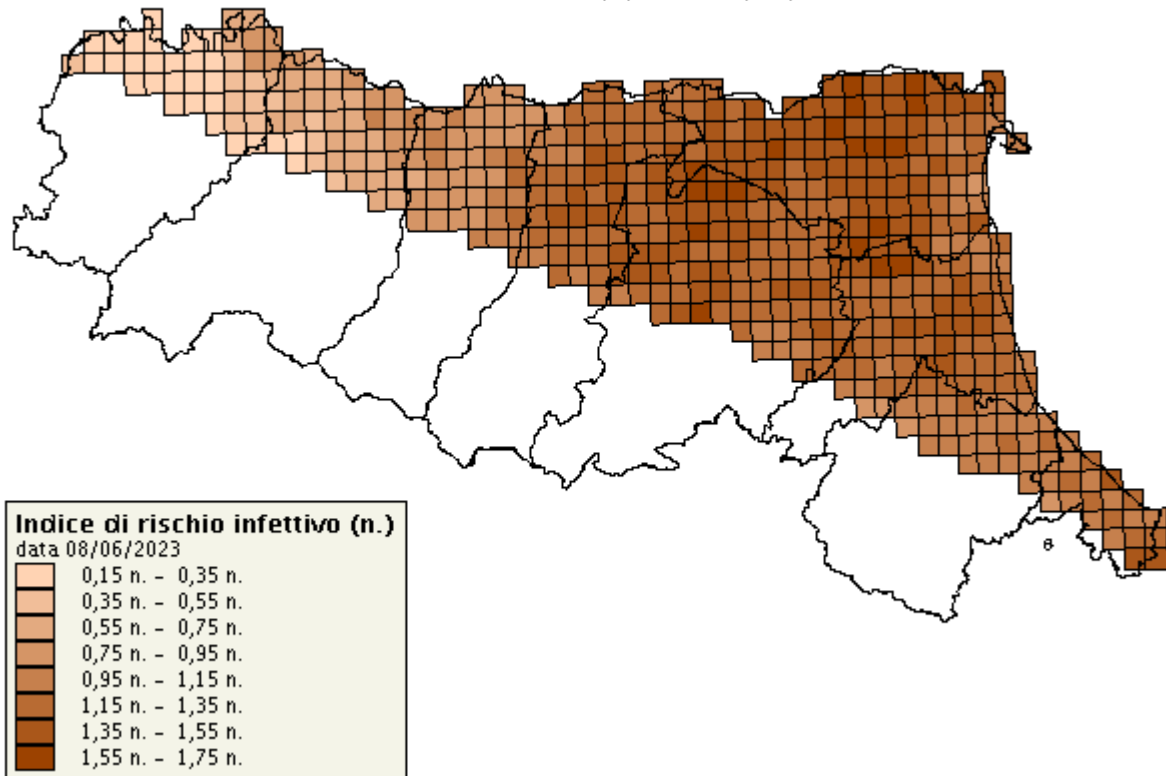 Indice di rischio infettivo (n.)
data 08/06/2023
0,15 n. - 0,35 n.
0,35 n. - 0,55 n.
0,55 n. - 0,75 n.
0,75 n. - 0,95 n.
0,95 n. - 1,15 n.
1,15 n. - 1,35 n.
1,35 n. - 1,55 n.
1,55 n. - 1,75 n.